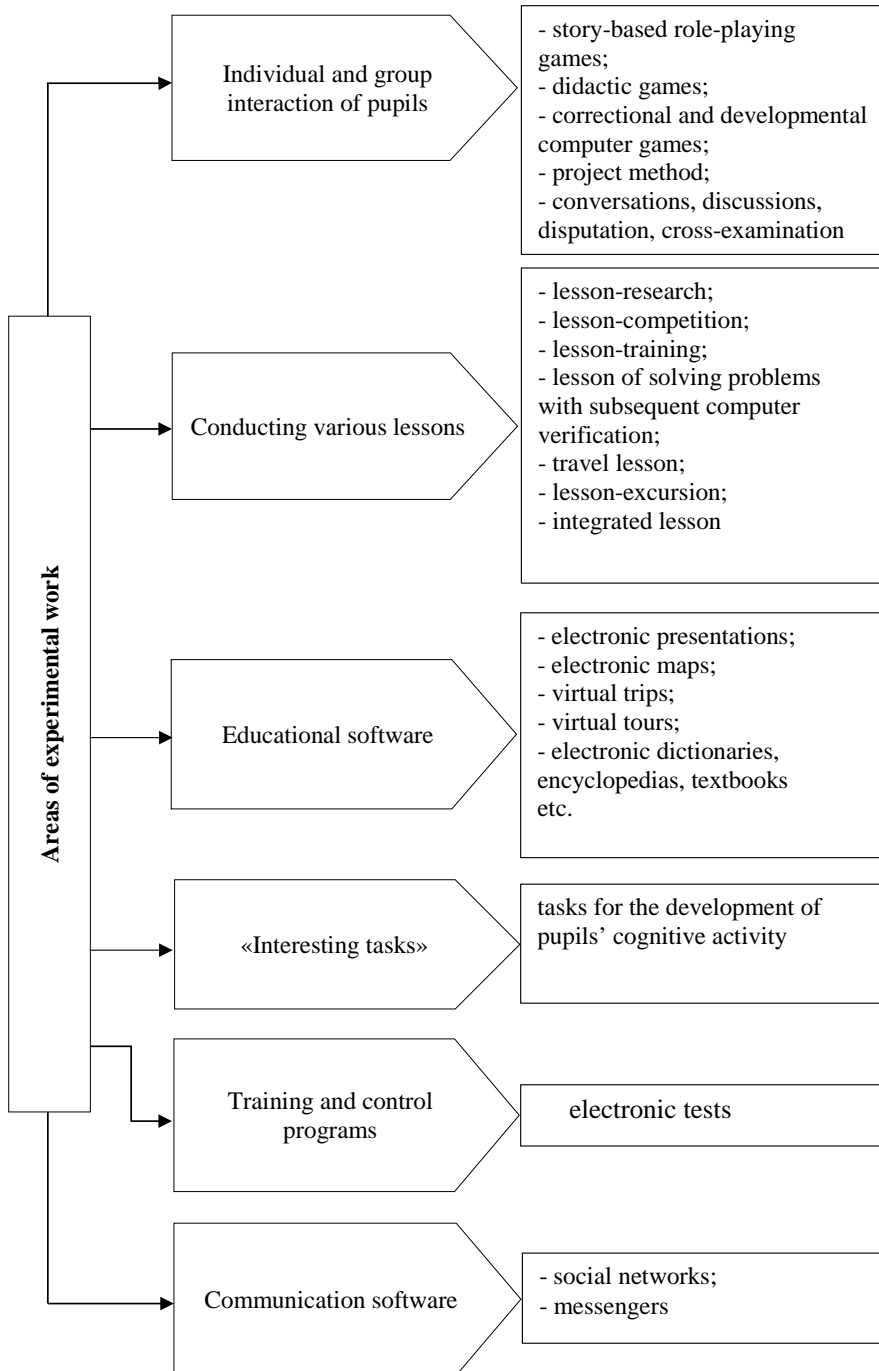 Areas of experimental work
Individual and group
interaction of pupils
- story-based role-playing
games;
- didactic games;
- correctional and developmental
computer games;
- project method;
- conversations, discussions,
disputation, cross-examination
Conducting various lessons
- lesson-research;
- lesson-competition;
- lesson-training;
- lesson of solving problems
with subsequent computer
verification;
- travel lesson;
- lesson-excursion;
- integrated lesson
Educational software
- electronic presentations;
- electronic maps;
- virtual trips;
- virtual tours;
- electronic dictionaries,
encyclopedias, textbooks
etc.
«Interesting tasks»
tasks for the development of
pupils’ cognitive activity
Training and control
programs
electronic tests
Communication software
- social networks;
- messengers